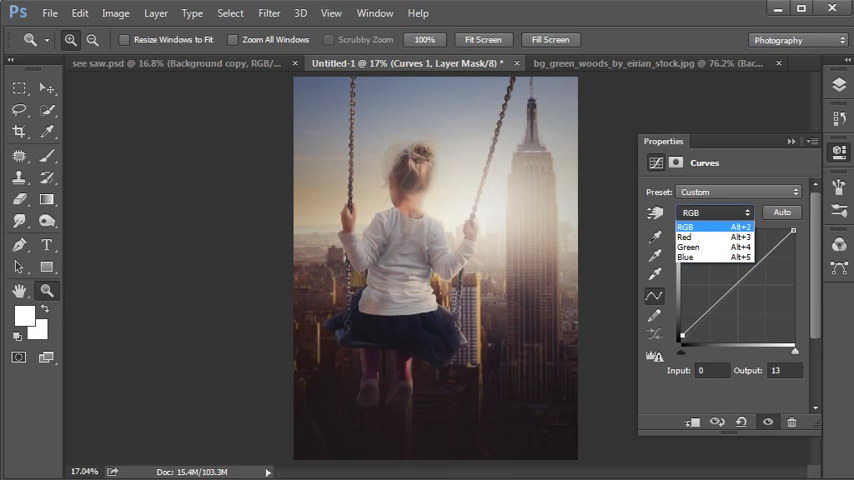 Ps File Edit Image Layer Type Select Filter 3D View Window Help
Resize Windows to Fit Zoom All Windows Scrubby Zoom 100% Fit Screen Fill Screen Photography
see saw.psd @ 16.8% (Background copy, RGB/... × Untitled-1 @ 17% (Curves 1, Layer Mask/8) * × bg_green_woods_by_eirian_stock.jpg @ 76.2% (Bac... ×
Properties
Curves
Preset: Custom
RGB Auto
RGB Alt+2
Red Alt+3
Green Alt+4
Blue Alt+5
Input: 0 Output: 13
T
17.04% Doc: 15.4M/103.3M